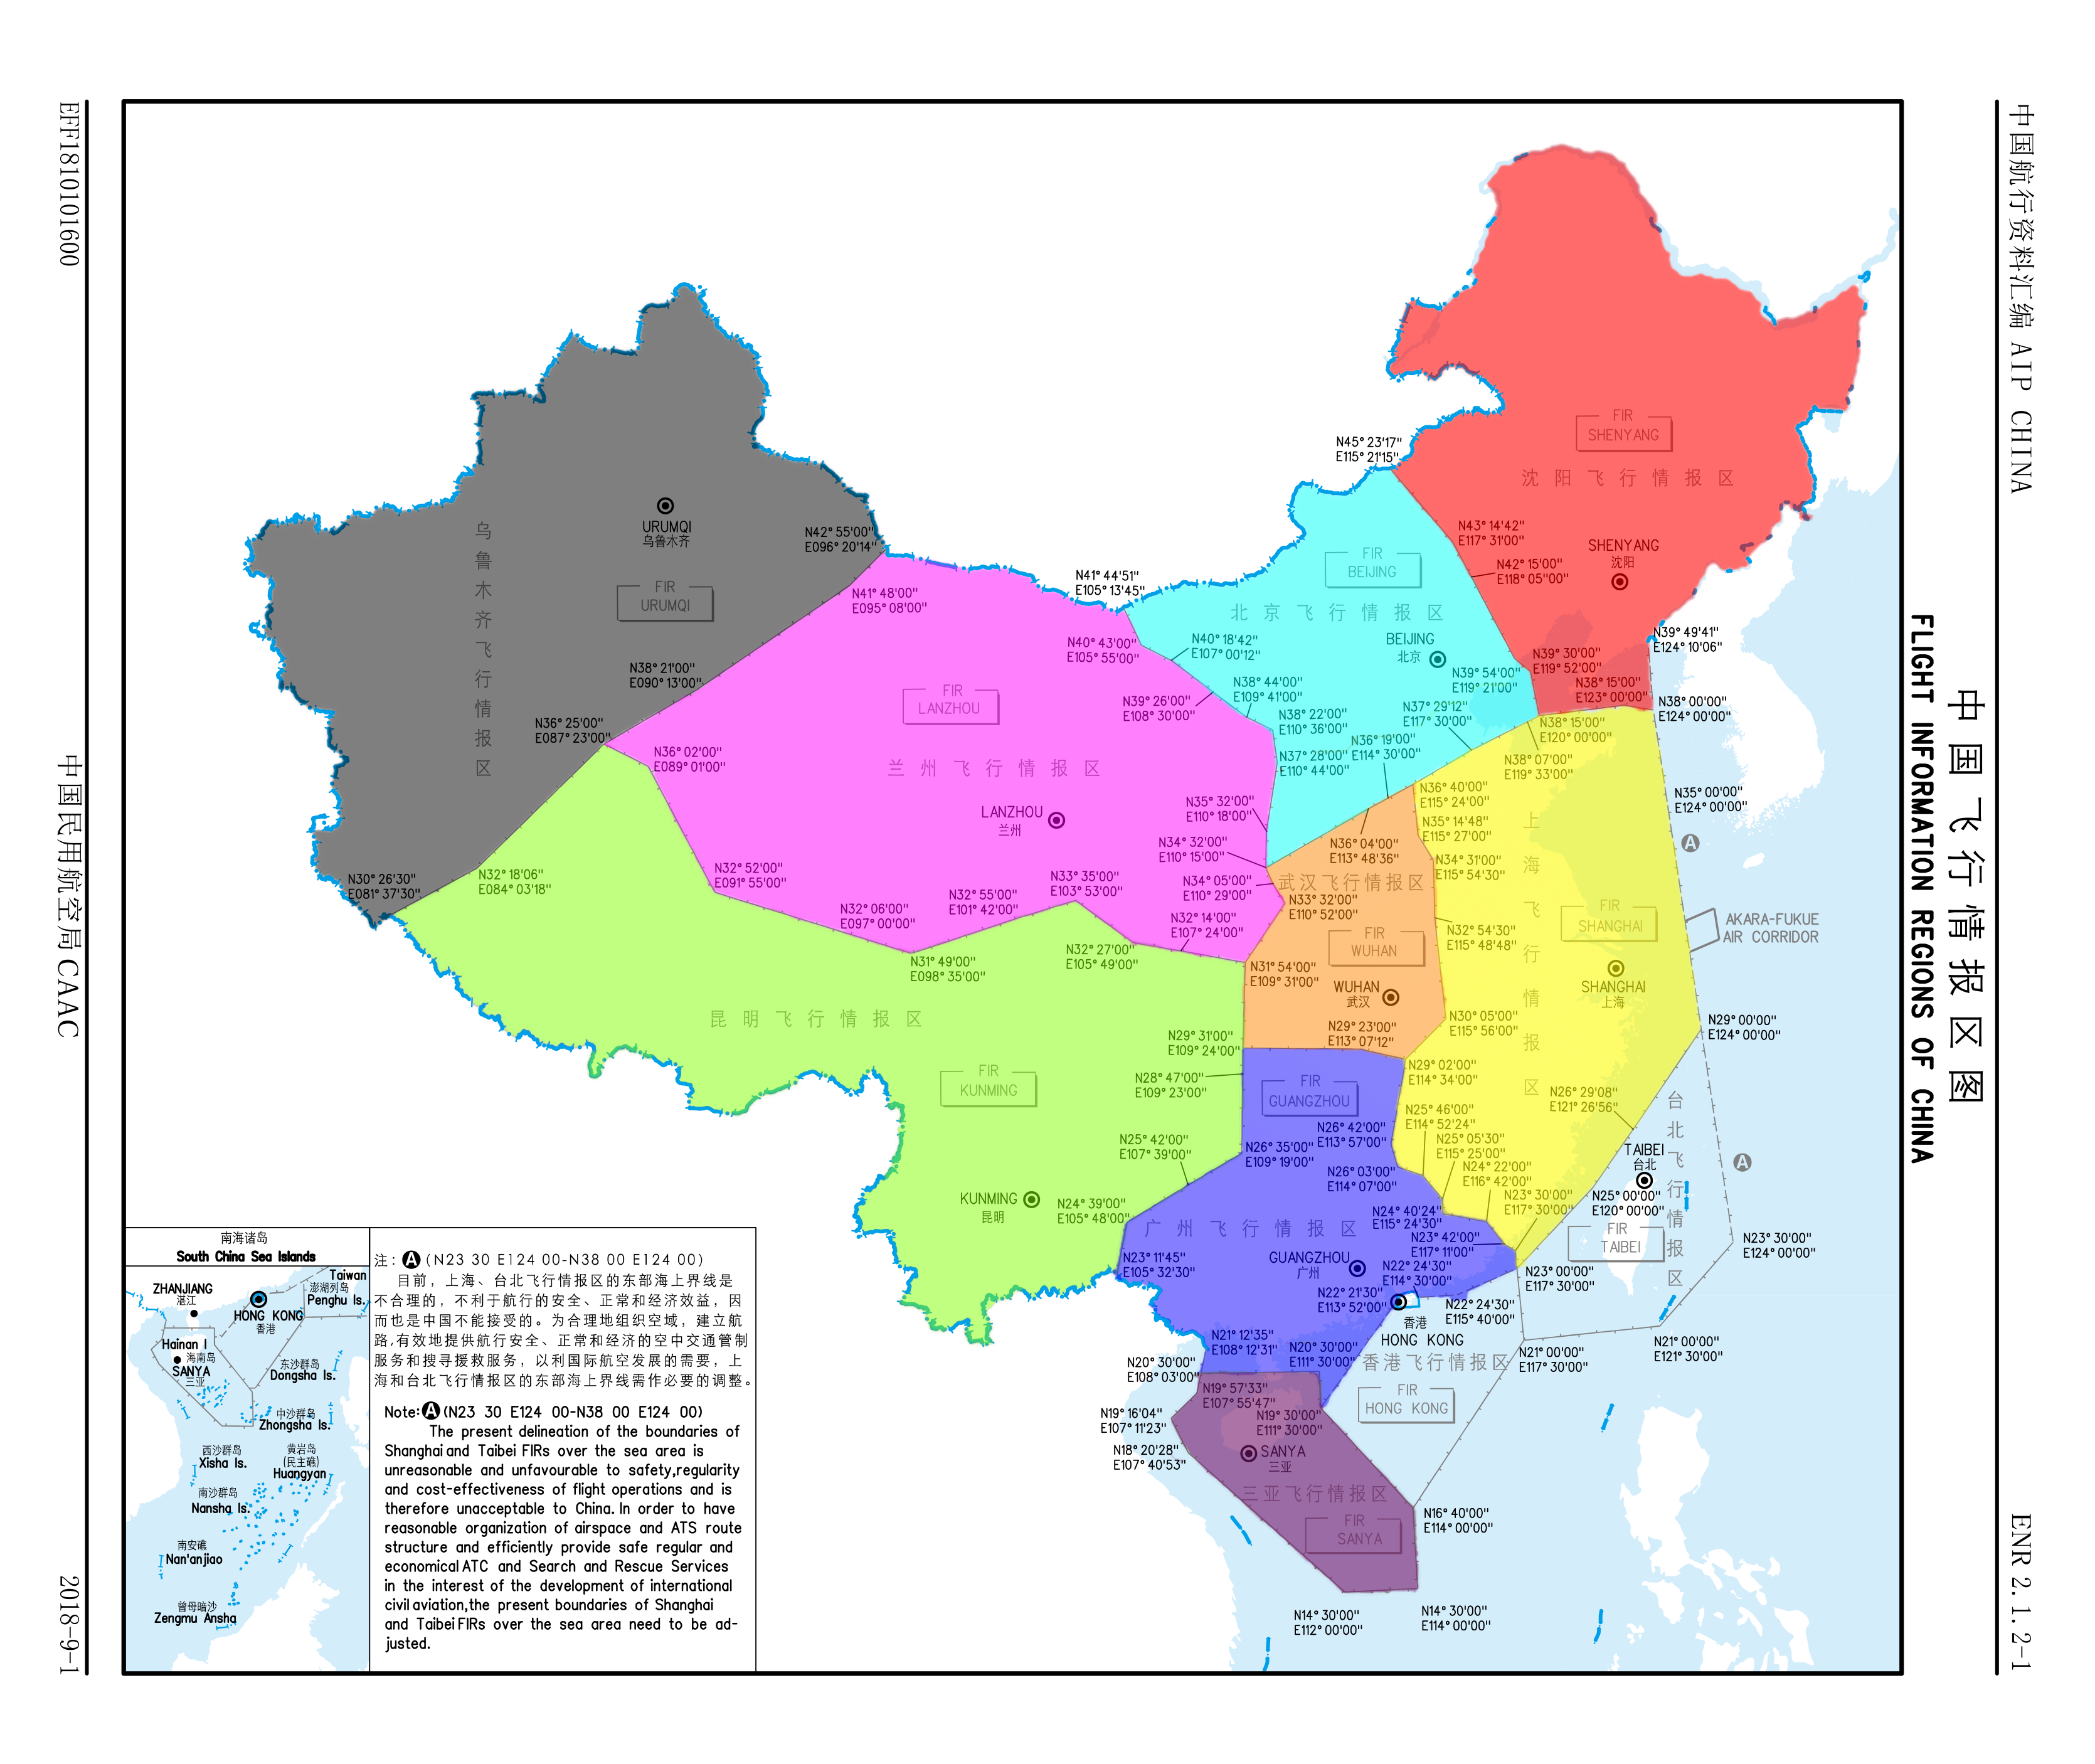 中国航行资料汇编 AIP CHINA
ENR 2.1.2-1
中国飞行情报区图
FLIGHT INFORMATION REGIONS OF CHINA
EFF1810101600
中国民用航空局CAAC
2018-9-1
FIR
SHENYANG
沈阳飞行情报区
N45° 23'17"
E115° 21'15"
URUMQI
乌鲁木齐
乌鲁木齐飞行情报区
N42° 55'00"
E096° 20'14"
N43° 14'42"
E117° 31'00"
SHENYANG
沈阳
FIR
BEIJING
N42° 15'00"
E118° 05'00"
N41° 44'51"
E105° 13'45"
FIR
URUMQI
N41° 48'00"
E095° 08'00"
北京飞行情报区
N40° 43'00"
E105° 55'00"
N40° 18'42"
E107° 00'12"
BEIJING
北京
N39° 49'41"
E124° 10'06"
N39° 30'00"
E119° 52'00"
N38° 21'00"
E090° 13'00"
N39° 54'00"
E119° 21'00"
N38° 15'00"
E123° 00'00"
N38° 44'00"
E109° 41'00"
FIR
LANZHOU
N39° 26'00"
E108° 30'00"
N38° 00'00"
E124° 00'00"
N37° 29'12"
E117° 30'00"
N38° 22'00"
E110° 36'00"
N38° 15'00"
E120° 00'00"
N36° 25'00"
E087° 23'00"
N36° 19'00"
E114° 30'00"
N36° 02'00"
E089° 01'00"
N37° 28'00"
E110° 44'00"
N38° 07'00"
E119° 33'00"
兰州飞行情报区
N36° 40'00"
E115° 24'00"
N35° 00'00"
E124° 00'00"
N35° 32'00"
E110° 18'00"
LANZHOU
兰州
N35° 14'48"
E115° 27'00"
上海飞行情报区
A
N34° 32'00"
E110° 15'00"
N36° 04'00"
E113° 48'36"
N34° 31'00"
E115° 54'30"
N32° 52'00"
E091° 55'00"
N32° 18'06"
E084° 03'18"
N30° 26'30"
E081° 37'30"
N33° 35'00"
E103° 53'00"
N34° 05'00"
E110° 29'00"
武汉飞行情报区
N32° 55'00"
E101° 42'00"
N33° 32'00"
E110° 52'00"
N32° 06'00"
E097° 00'00"
N32° 14'00"
E107° 24'00"
FIR
SHANGHAI
AKARA-FUKUE
AIR CORRIDOR
FIR
WUHAN
N32° 54'30"
E115° 48'48"
N32° 27'00"
E105° 49'00"
N31° 49'00"
E098° 35'00"
N31° 54'00"
E109° 31'00"
WUHAN
武汉
SHANGHAI
上海
昆明飞行情报区
N30° 05'00"
E115° 56'00"
N29° 00'00"
E124° 00'00"
N29° 31'00"
E109° 24'00"
N29° 23'00"
E113° 07'12"
FIR
KUNMING
N28° 47'00"
E109° 23'00"
FIR
GUANGZHOU
N29° 02'00"
E114° 34'00"
N26° 29'08"
E121° 26'56"
台北飞行情报区
N25° 46'00"
E114° 52'24"
N26° 42'00"
E113° 57'00"
N25° 42'00"
E107° 39'00"
N26° 35'00"
E109° 19'00"
N25° 05'30"
E115° 25'00"
TAIBEI
台北
A
N26° 03'00"
E114° 07'00"
N24° 22'00"
E116° 42'00"
KUNMING
昆明
N24° 39'00"
E105° 48'00"
N25° 00'00"
E120° 00'00"
N23° 30'00"
E117° 30'00"
N24° 40'24"
E115° 24'30"
广州飞行情报区
FIR
TAIBEI
N23° 30'00"
E124° 00'00"
N23° 42'00"
E117° 11'00"
N23° 11'45"
E105° 32'30"
GUANGZHOU
广州
N22° 24'30"
E114° 30'00"
N23° 00'00"
E117° 30'00"
N22° 21'30"
E113° 52'00"
N22° 24'30"
E115° 40'00"
香港
HONG KONG
N21° 12'35"
E108° 12'31"
N20° 30'00"
E111° 30'00"
香港飞行情报区
N21° 00'00"
E117° 30'00"
N21° 00'00"
E121° 30'00"
N20° 30'00"
E108° 03'00"
FIR
HONG KONG
N19° 57'33"
E107° 55'47"
N19° 16'04"
E107° 11'23"
N19° 30'00"
E111° 30'00"
N18° 20'28"
E107° 40'53"
SANYA
三亚
三亚飞行情报区
FIR
SANYA
N16° 40'00"
E114° 00'00"
N14° 30'00"
E112° 00'00"
N14° 30'00"
E114° 00'00"
南海诸岛
South China Sea Islands
ZHANJIANG
湛江
Taiwan
澎湖列岛
Penghu Is.
HONG KONG
香港
Hainan I
海南岛
SANYA
三亚
东沙群岛
Dongsha Is.
中沙群岛
Zhongsha Is.
西沙群岛
Xisha Is.
黄岩岛
(民主礁)
Huangyan
南沙群岛
Nansha Is.
南安礁
Nan'anjiao
曾母暗沙
Zengmu Ansha
注: A (N23 30 E124 00-N38 00 E124 00)
目前，上海、台北飞行情报区的东部海上界线是
不合理的，不利于航行的安全、正常和经济效益，因
而也是中国不能接受的。为合理地组织空域，建立航
路,有效地提供航行安全、正常和经济的空中交通管制
服务和搜寻援救服务，以利国际航空发展的需要，上
海和台北飞行情报区的东部海上界线需作必要的调整。
Note: A (N23 30 E124 00-N38 00 E124 00)
The present delineation of the boundaries of
Shanghai and Taibei FIRs over the sea area is
unreasonable and unfavourable to safety,regularity
and cost-effectiveness of flight operations and is
therefore unacceptable to China. In order to have
reasonable organization of airspace and ATS route
structure and efficiently provide safe regular and
economical ATC and Search and Rescue Services
in the interest of the development of international
civil aviation,the present boundaries of Shanghai
and Taibei FIRs over the sea area need to be ad-
justed.